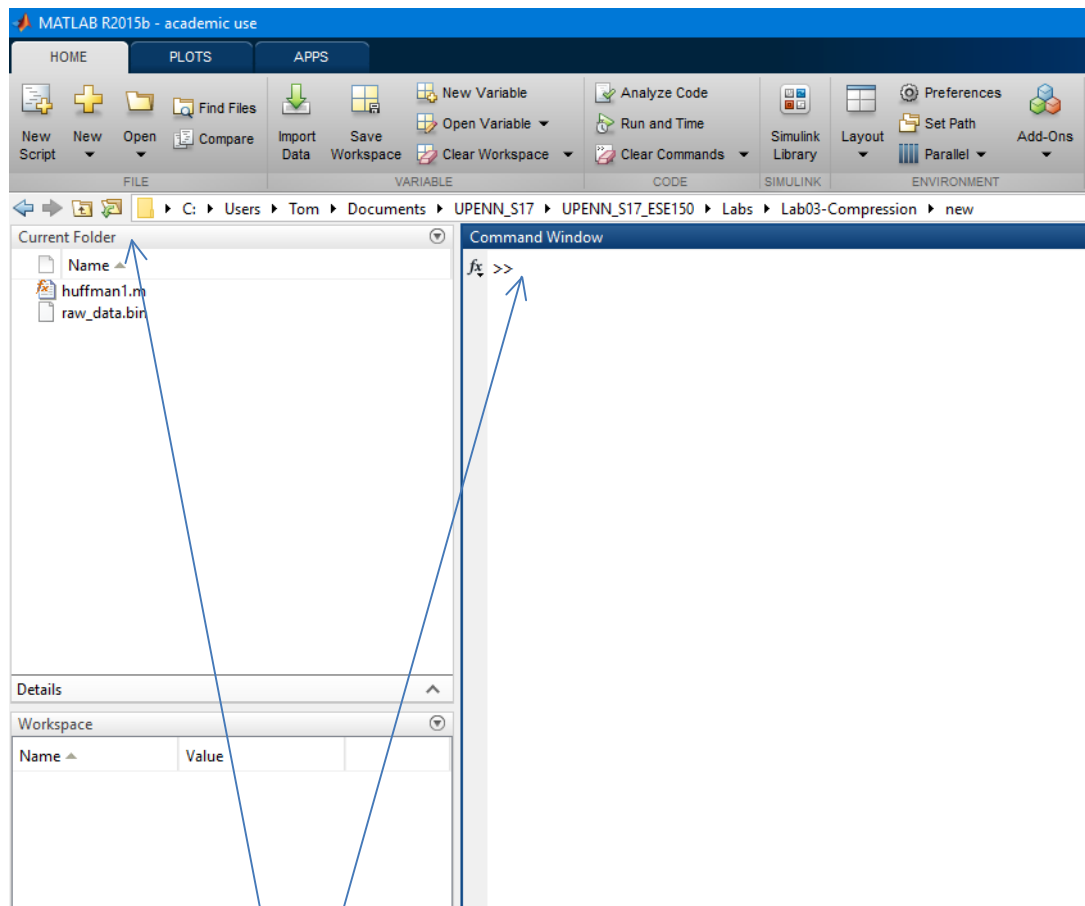 MATLAB R2015b - academic use
HOME PLOTS APPS
New Script
New
Open
Find Files
Compare
Import Data
Save Workspace
New Variable
Open Variable
Clear Workspace
Analyze Code
Run and Time
Clear Commands
Simulink Library
Layout
Preferences
Set Path
Parallel
Add-Ons
FILE VARIABLE CODE SIMULINK ENVIRONMENT
C: Users Tom Documents UPENN_S17 UPENN_S17_ESE150 Labs Lab03-Compression new
Current Folder
Name
huffman1.m
raw_data.bin
Details
Workspace
Name Value
Command Window
fx >>